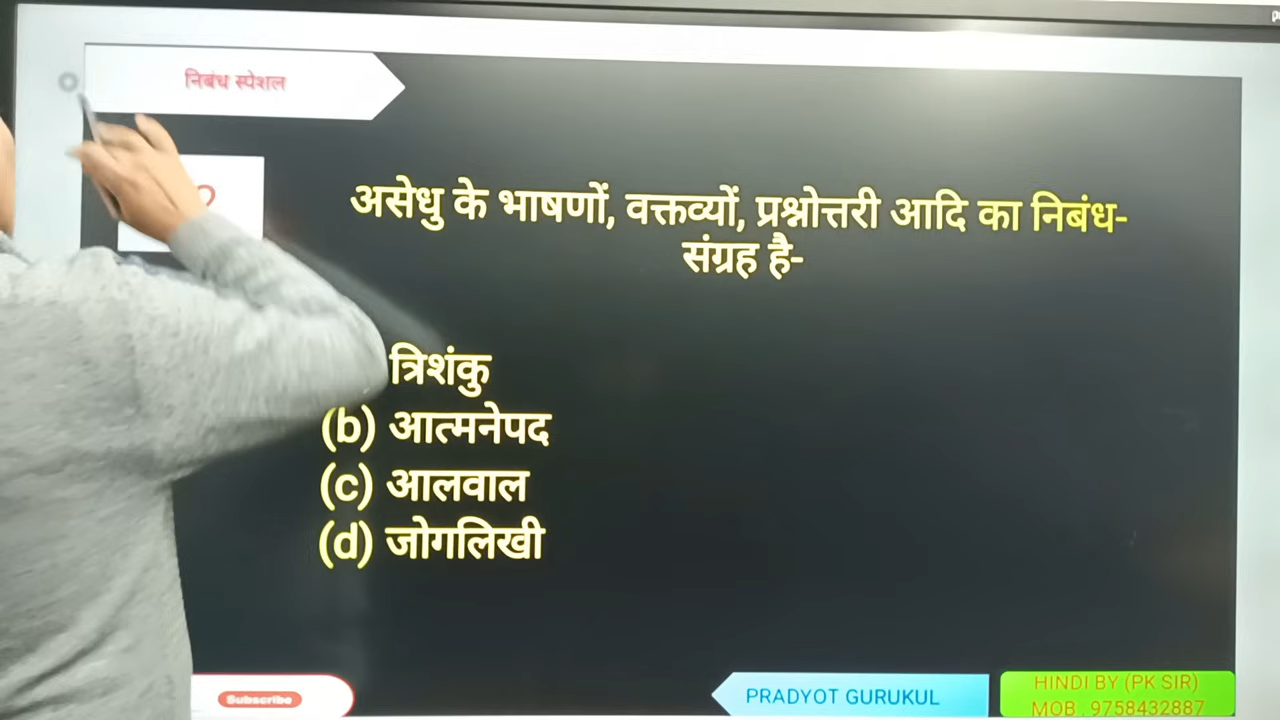 निबंध स्पेशल
असेधु के भाषणों, वक्तव्यों, प्रश्नोत्तरी आदि का निबंध-
संग्रह है-
त्रिशंकु
(b) आत्मनेपद
(c) आलवाल
(d) जोगलिखी
Subscribe
PRADYOT GURUKUL
HINDI BY (PK SIR)
MOB . 9758432887